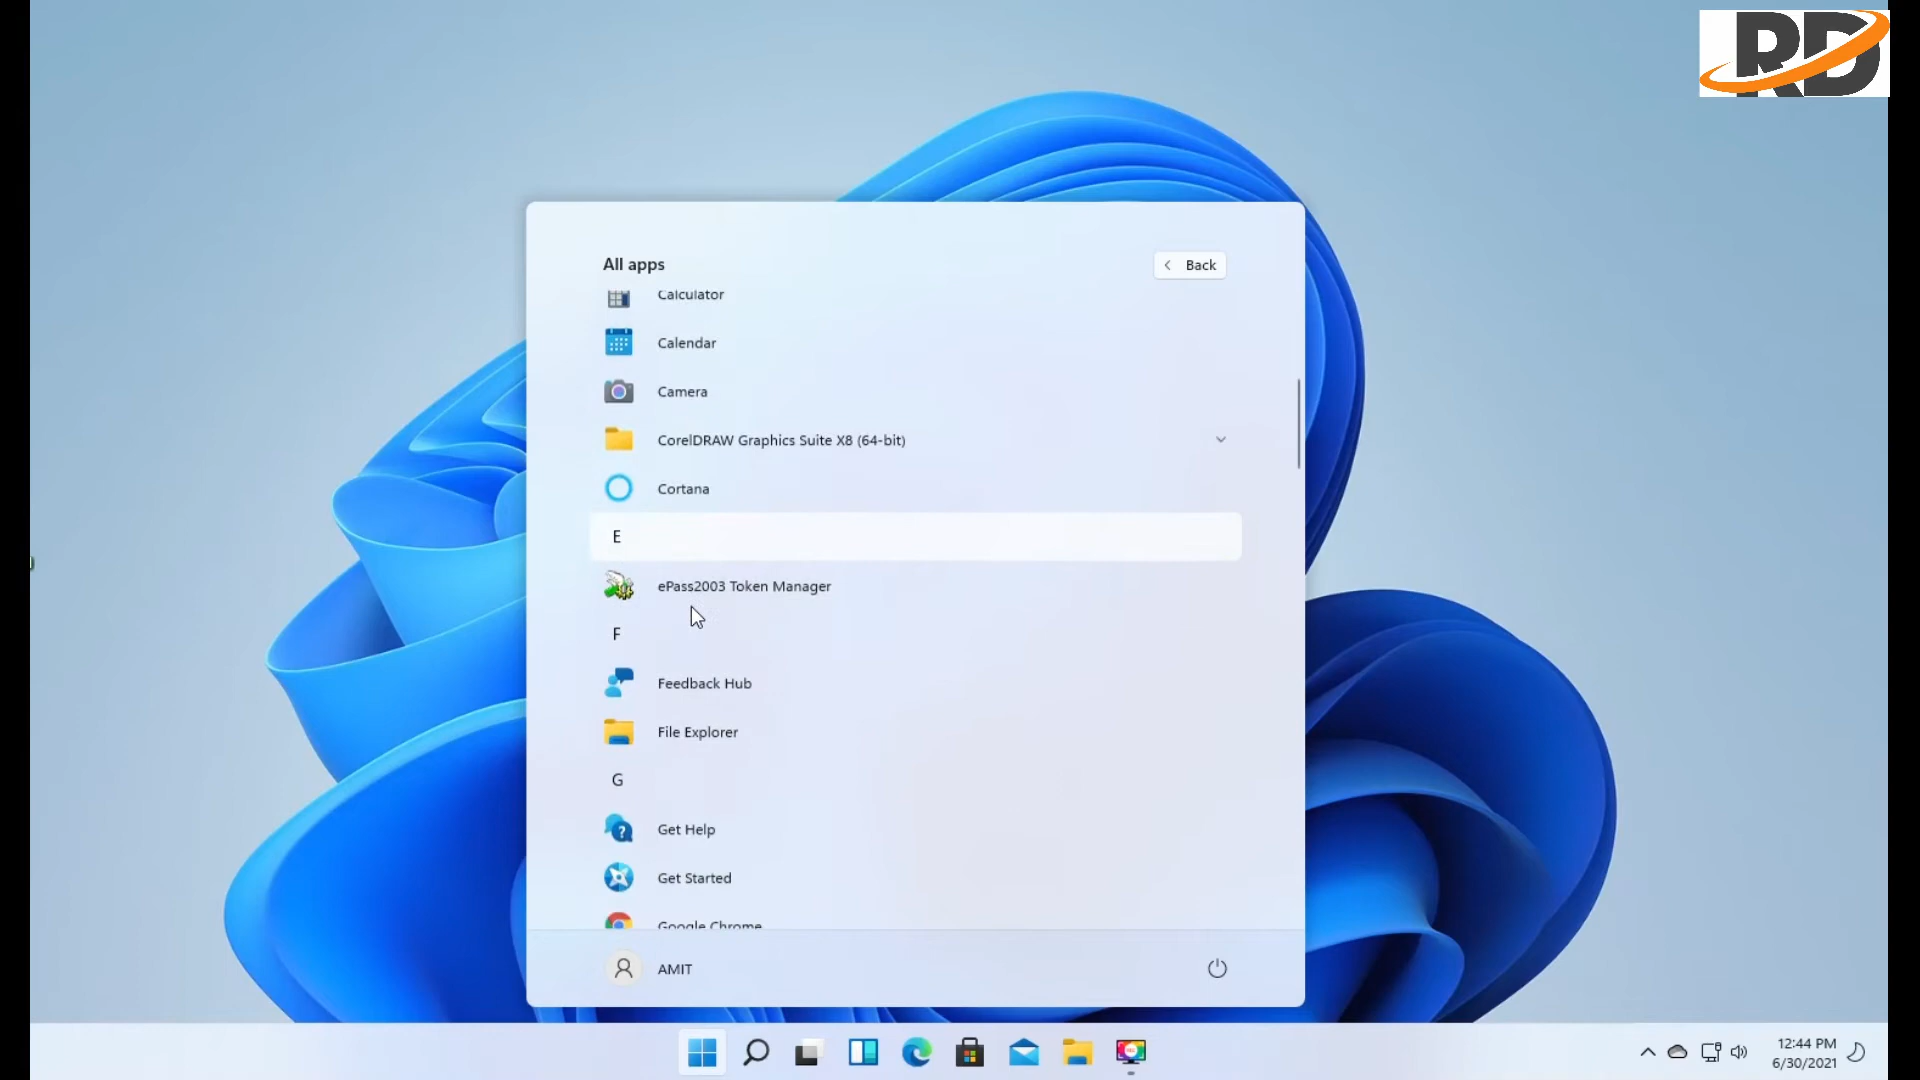 RD
All apps
Back
Calculator
Calendar
Camera
CorelDRAW Graphics Suite X8 (64-bit)
Cortana
E
ePass2003 Token Manager
F
Feedback Hub
File Explorer
G
Get Help
Get Started
Google Chrome
AMIT
12:44 PM
6/30/2021